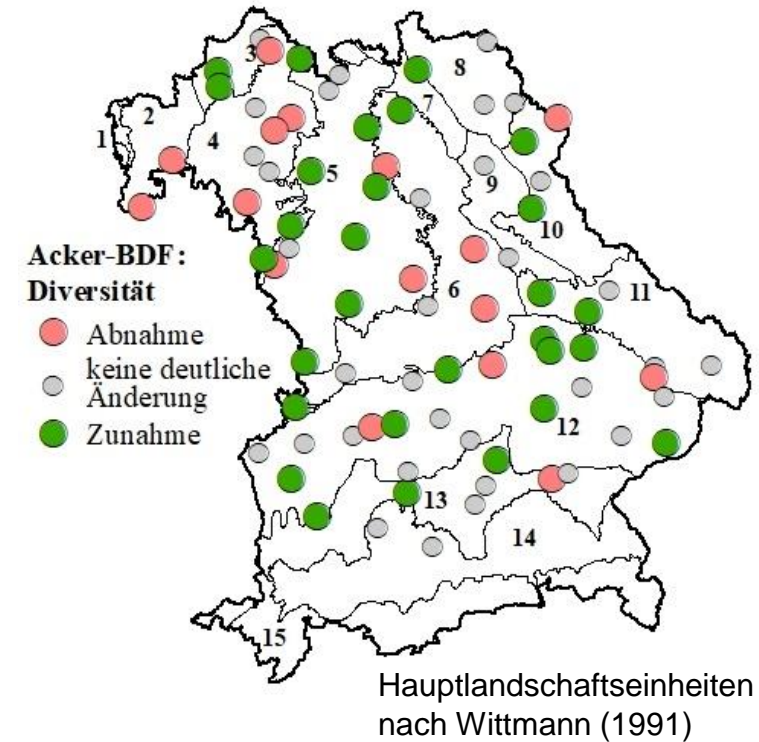 3
8
2
7
1
4
5
9
10
Acker-BDF:
Diversität
6
11
Abnahme
keine deutliche
Änderung
Zunahme
12
13
14
15
Hauptlandschaftseinheiten
nach Wittmann (1991)